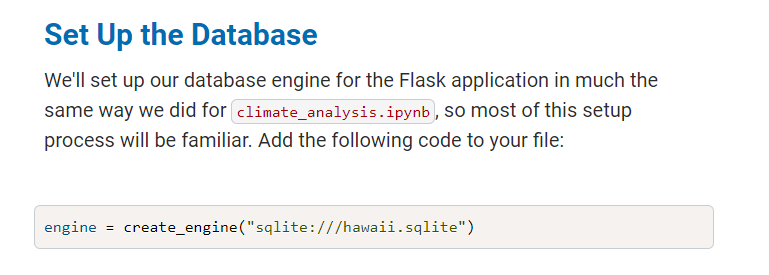 Set Up the Database
We'll set up our database engine for the Flask application in much the
same way we did for climate_analysis.ipynb, so most of this setup
process will be familiar. Add the following code to your file:
engine = create_engine("sqlite:///hawaii.sqlite")